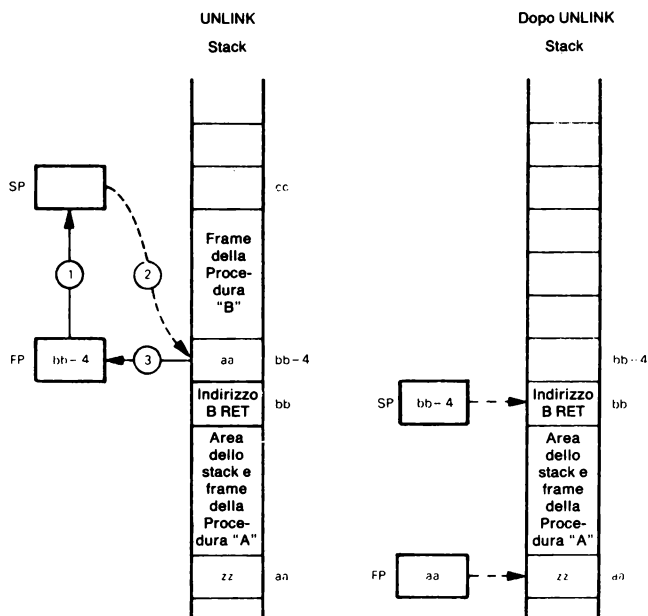 UNLINK
Stack
SP
cc
Frame
della
Proce-
dura
"B"
1
2
FP
bb-4
3
aa
bb-4
Indirizzo
B RET
bb
Area
dello
stack e
frame
della
Proce-
dura "A"
zz
aa
Dopo UNLINK
Stack
bb-4
SP
bb-4
Indirizzo
B RET
bb
Area
dello
stack e
frame
della
Proce-
dura "A"
FP
aa
zz
aa